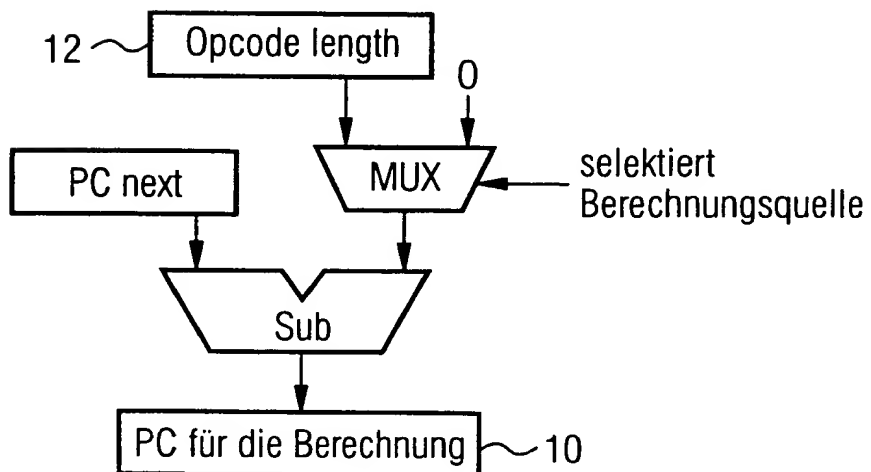 12
Opcode length
0
PC next
MUX
selektiert
Berechnungsquelle
Sub
PC für die Berechnung
10